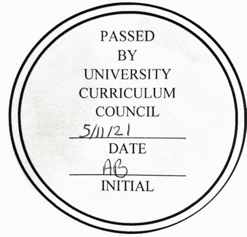 PASSED
BY
UNIVERSITY
CURRICULUM
COUNCIL
5/11/21
DATE
AB
INITIAL